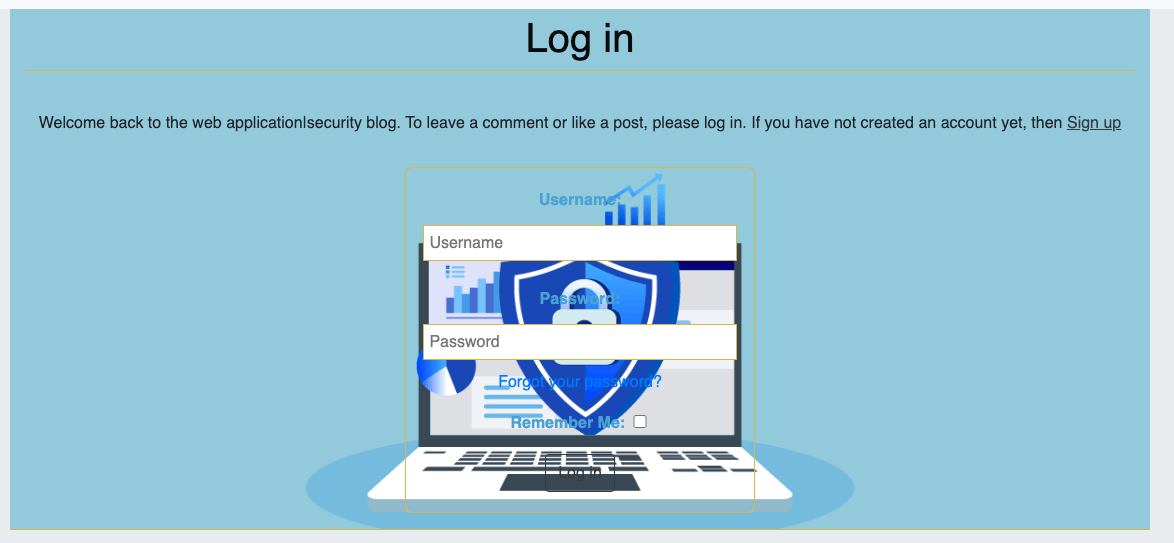 Log in
Welcome back to the web application|security blog. To leave a comment or like a post, please log in. If you have not created an account yet, then Sign up
Username:
Username
Password:
Password
Forgot your password?
Remember Me:
Log in